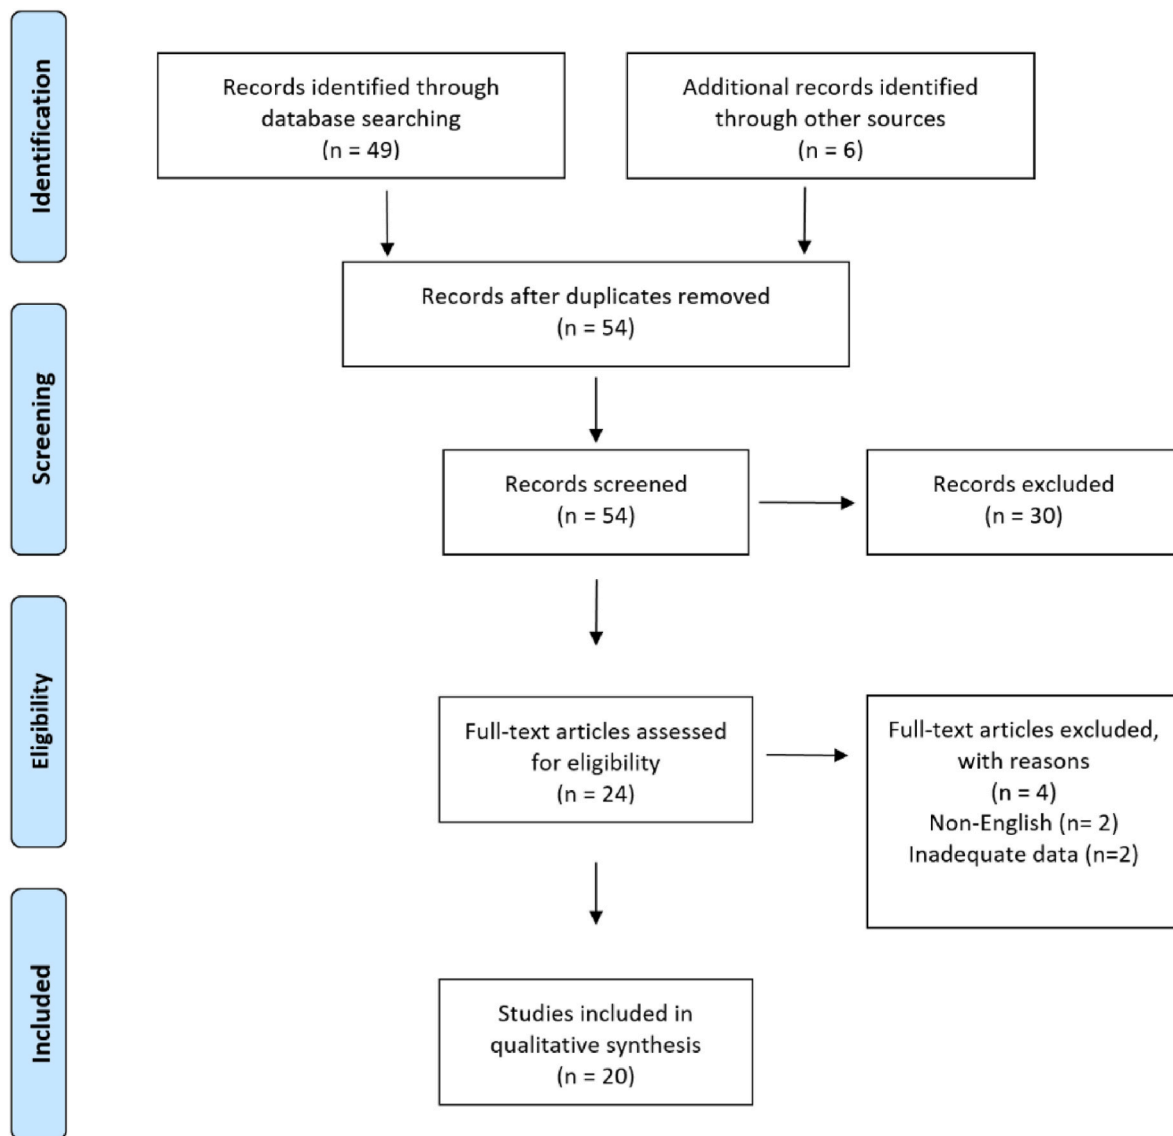 Identification
Records identified through
database searching
(n = 49)
Additional records identified
through other sources
(n = 6)
Records after duplicates removed
(n = 54)
Screening
Records screened
(n = 54)
Records excluded
(n = 30)
Eligibility
Full-text articles assessed
for eligibility
(n = 24)
Full-text articles excluded,
with reasons
(n = 4)
Non-English (n= 2)
Inadequate data (n=2)
Included
Studies included in
qualitative synthesis
(n = 20)